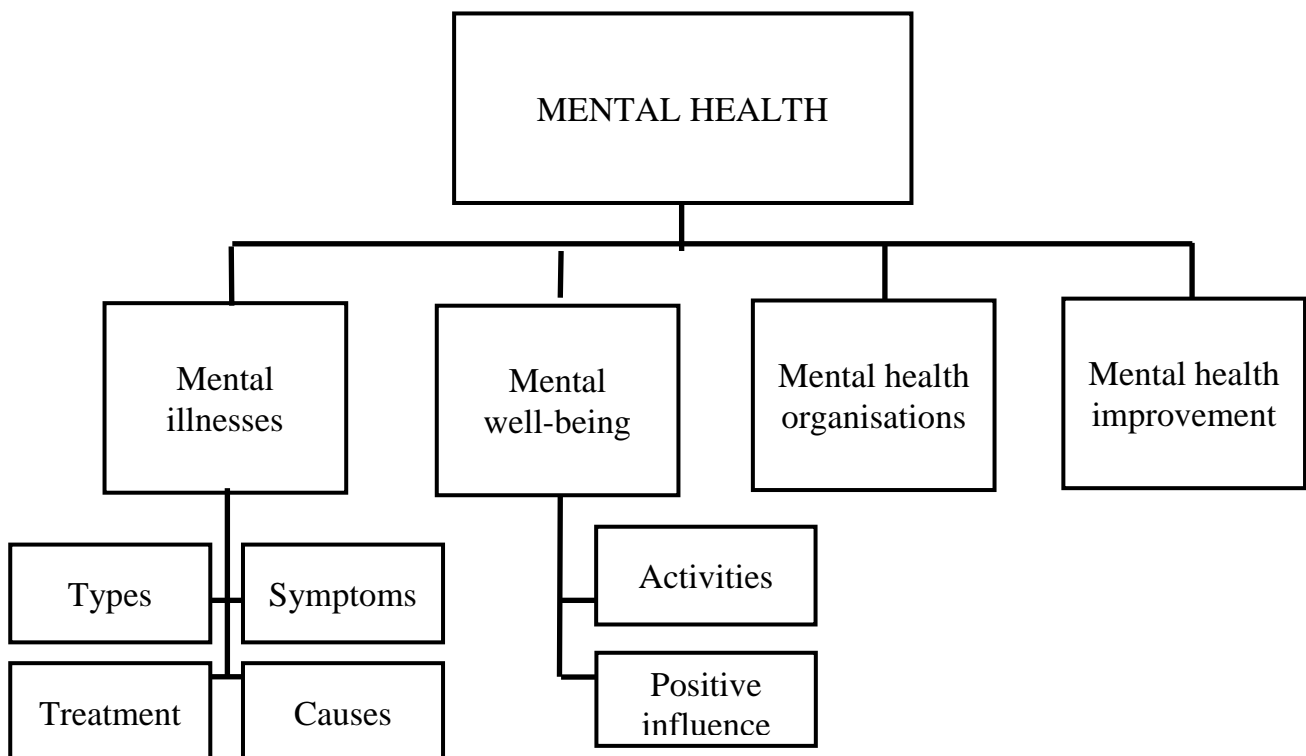 MENTAL HEALTH
Mental
illnesses
Mental
well-being
Mental health
organisations
Mental health
improvement
Types
Symptoms
Treatment
Causes
Activities
Positive
influence